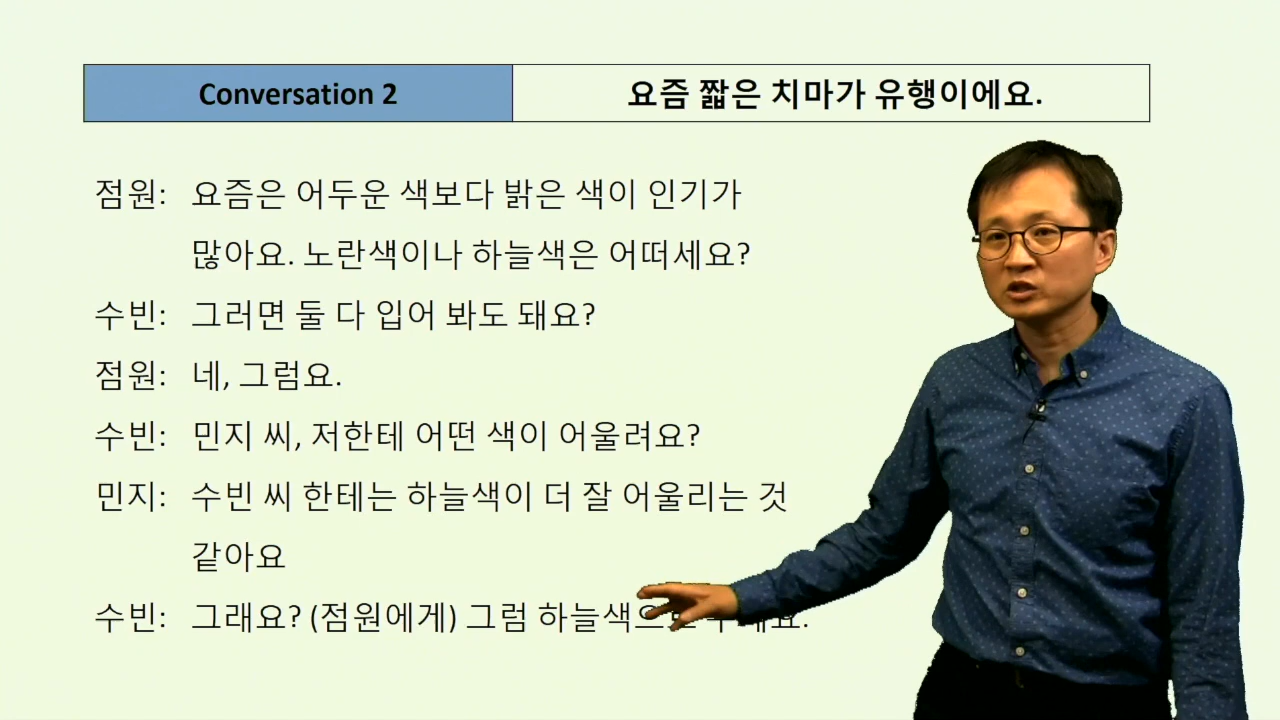 Conversation 2
요즘 짧은 치마가 유행이에요.
점원: 요즘은 어두운 색보다 밝은 색이 인기가
많아요. 노란색이나 하늘색은 어떠세요?
수빈: 그러면 둘 다 입어 봐도 돼요?
점원: 네, 그럼요.
수빈: 민지 씨, 저한테 어떤 색이 어울려요?
민지: 수빈 씨 한테는 하늘색이 더 잘 어울리는 것
같아요
수빈: 그래요? (점원에게) 그럼 하늘색으로